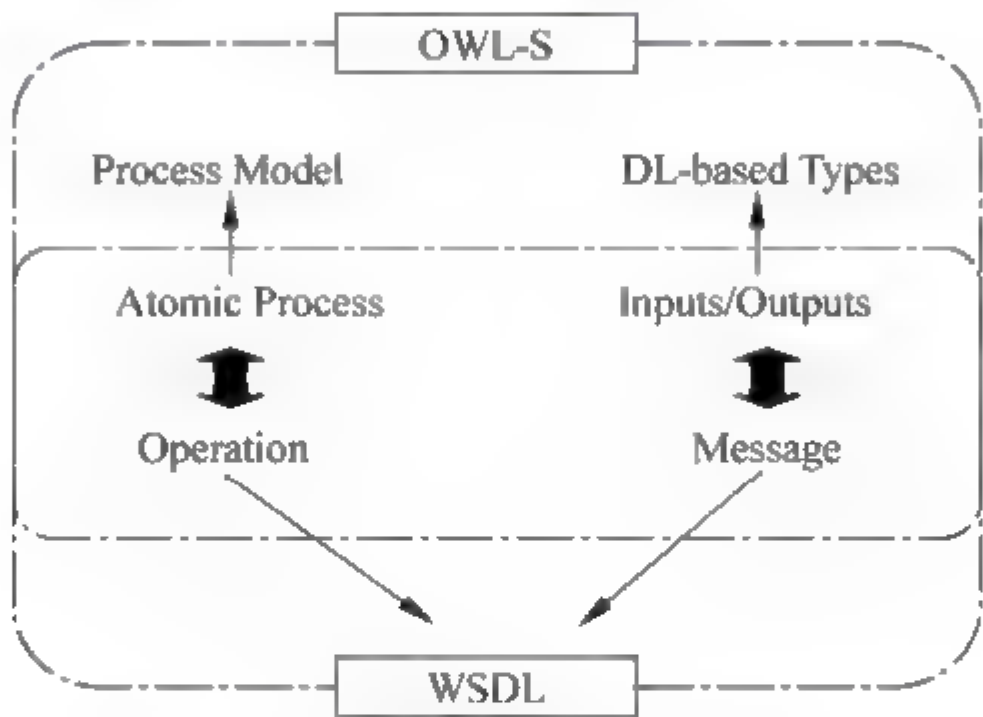 OWL-S
Process Model
DL-based Types
Atomic Process
Inputs/Outputs
Operation
Message
WSDL